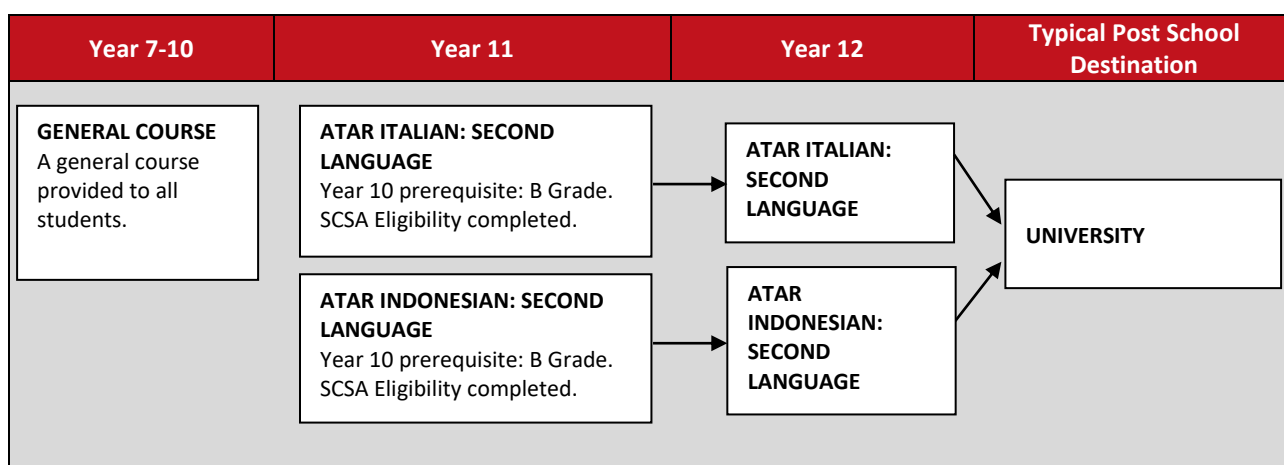 Year 7-10
Year 11
Year 12
Typical Post School
Destination
GENERAL COURSE
A general course
provided to all
students.
ATAR ITALIAN: SECOND
LANGUAGE
Year 10 prerequisite: B Grade.
SCSA Eligibility completed.
ATAR ITALIAN:
SECOND
LANGUAGE
UNIVERSITY
ATAR INDONESIAN: SECOND
LANGUAGE
Year 10 prerequisite: B Grade.
SCSA Eligibility completed.
ATAR
INDONESIAN:
SECOND
LANGUAGE